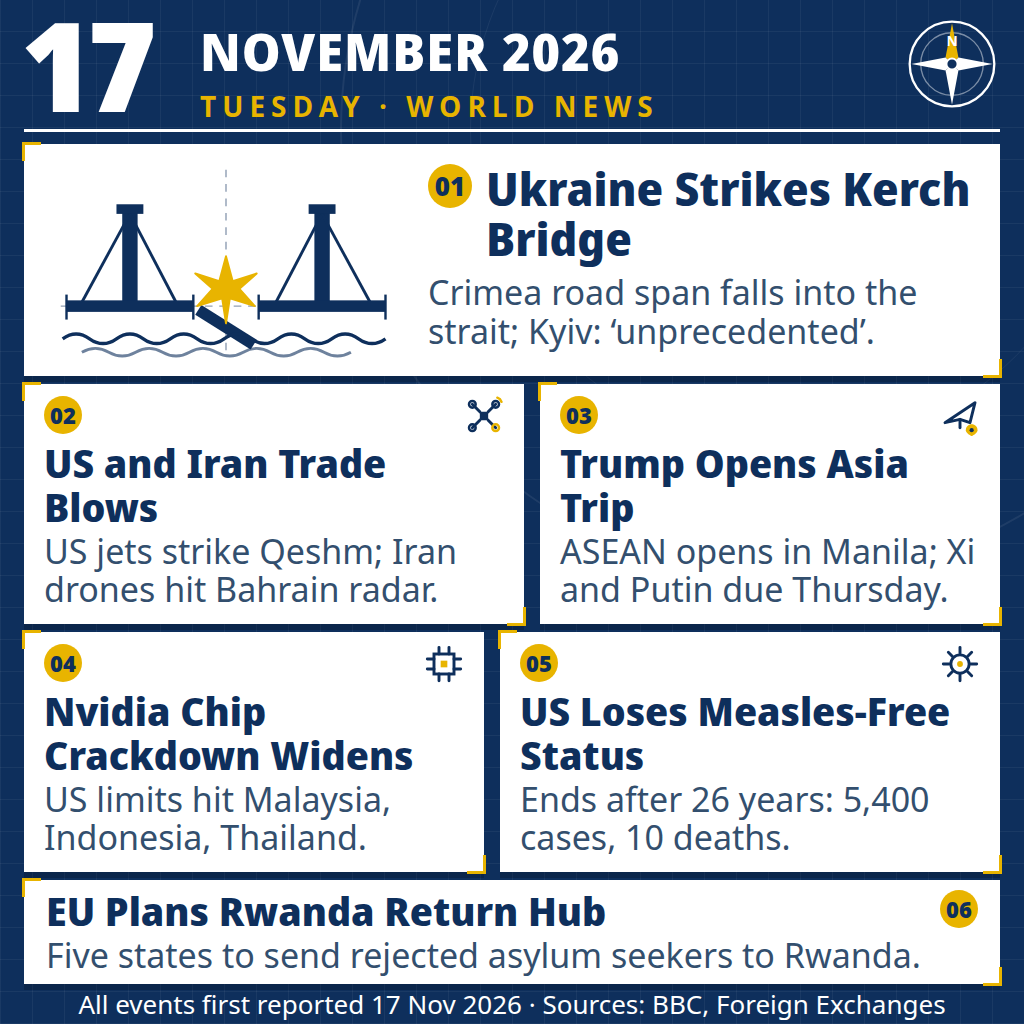 17
NOVEMBER 2026
TUESDAY · WORLD NEWS
N
01
Ukraine Strikes Kerch
Bridge
Crimea road span falls into the
strait; Kyiv: ‘unprecedented’.
02
US and Iran Trade
Blows
US jets strike Qeshm; Iran
drones hit Bahrain radar.
03
Trump Opens Asia
Trip
ASEAN opens in Manila; Xi
and Putin due Thursday.
04
Nvidia Chip
Crackdown Widens
US limits hit Malaysia,
Indonesia, Thailand.
05
US Loses Measles-Free
Status
Ends after 26 years: 5,400
cases, 10 deaths.
EU Plans Rwanda Return Hub
06
Five states to send rejected asylum seekers to Rwanda.
All events first reported 17 Nov 2026 · Sources: BBC, Foreign Exchanges